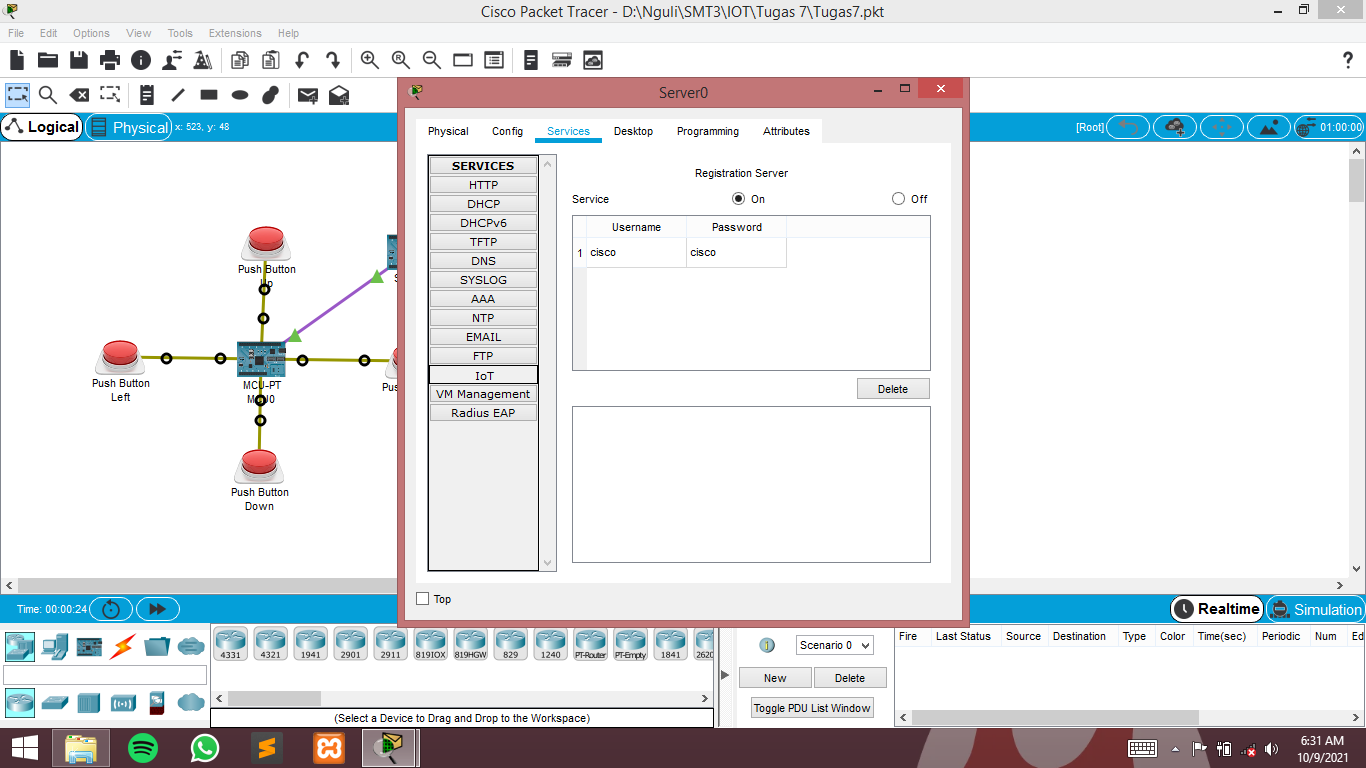 Cisco Packet Tracer - D:\Nguli\SMT3\IOT\Tugas 7\Tugas7.pkt
File Edit Options View Tools Extensions Help
Logical Physical x: 523, y: 48 [Root] 01:00:00
Server0
Physical Config Services Desktop Programming Attributes
SERVICES
HTTP
DHCP
DHCPv6
TFTP
DNS
SYSLOG
AAA
NTP
EMAIL
FTP
IoT
VM Management
Radius EAP
Registration Server
Service On Off
Username Password
1 cisco cisco
Delete
Top
Push Button
Up
Push Button
Left
MCU-PT
MCU0
Push Button
Down
Time: 00:00:24 Realtime Simulation
4331 4321 1941 2901 2911 819IOX 819HGW 829 1240 PT-Router PT-Empty 1841 2620
(Select a Device to Drag and Drop to the Workspace)
Scenario 0
New Delete
Toggle PDU List Window
Fire Last Status Source Destination Type Color Time(sec) Periodic Num Ed
6:31 AM
10/9/2021